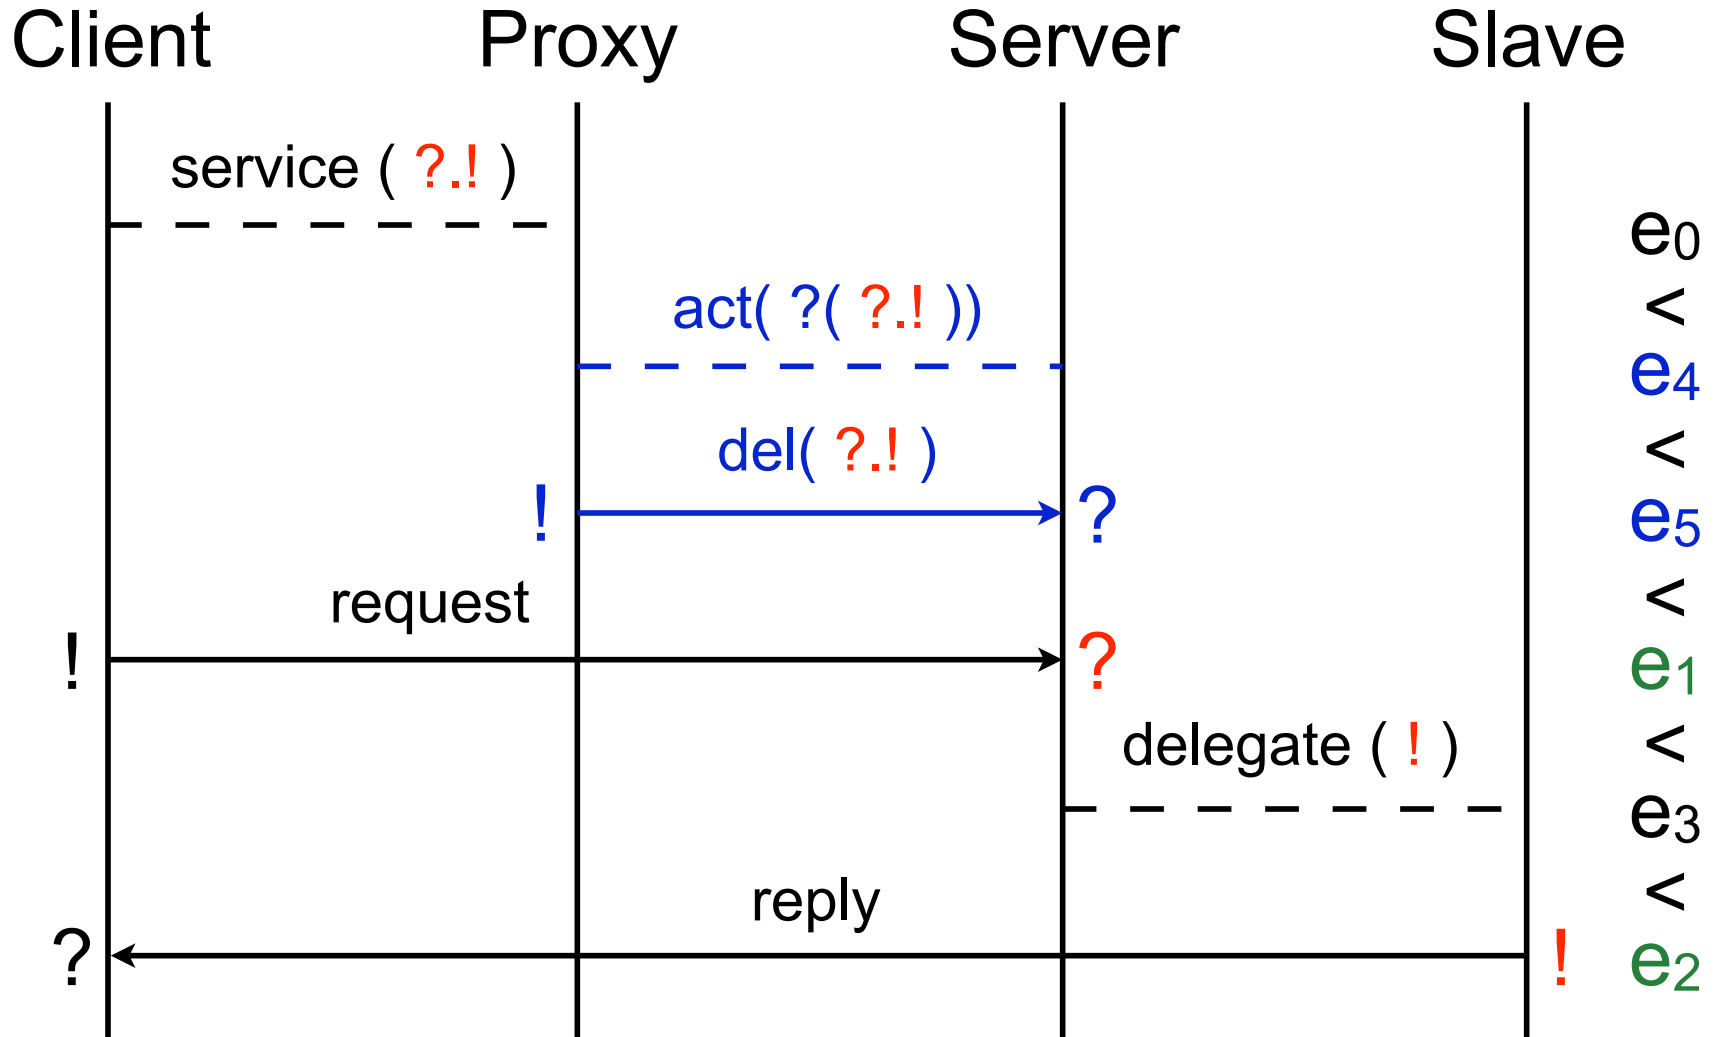 Client Proxy Server Slave
service ( ?.! )
e0
<
act( ?( ?.! ))
e4
<
del( ?.! )
! ? e5
<
request
! ? e1
<
delegate ( ! )
e3
<
reply
? ! e2